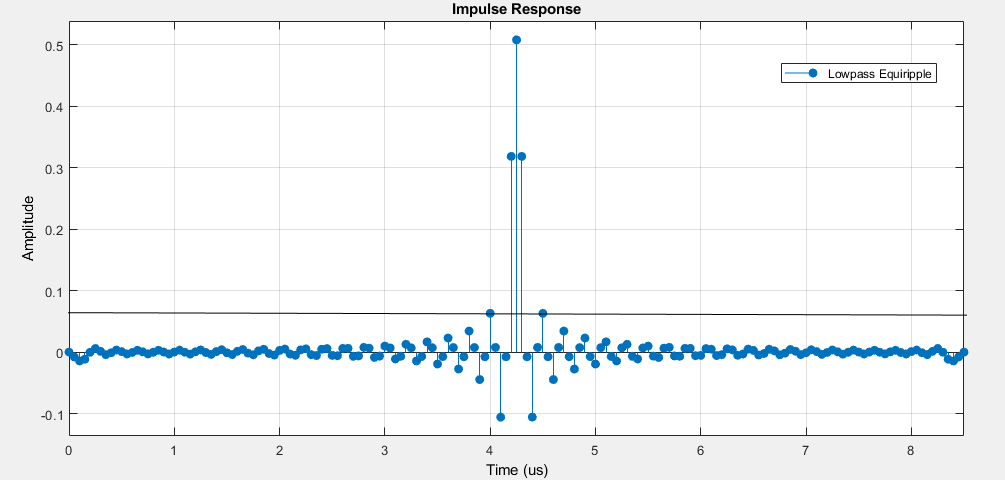 Impulse Response
Lowpass Equiripple
Amplitude
0.5
0.4
0.3
0.2
0.1
0
-0.1
0 1 2 3 4 5 6 7 8
Time (us)